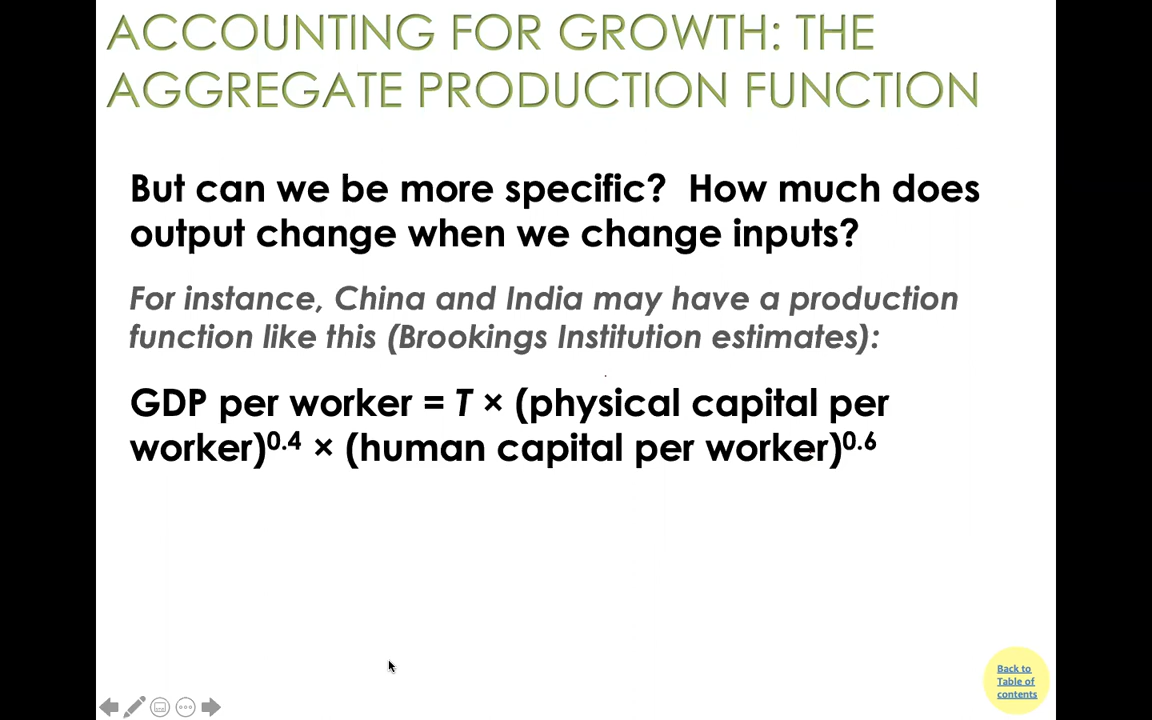 ACCOUNTING FOR GROWTH: THE
AGGREGATE PRODUCTION FUNCTION
But can we be more specific?  How much does
output change when we change inputs?
For instance, China and India may have a production
function like this (Brookings Institution estimates):
GDP per worker = T × (physical capital per
worker)⁰·⁴ × (human capital per worker)⁰·⁶
Back to
Table of
contents